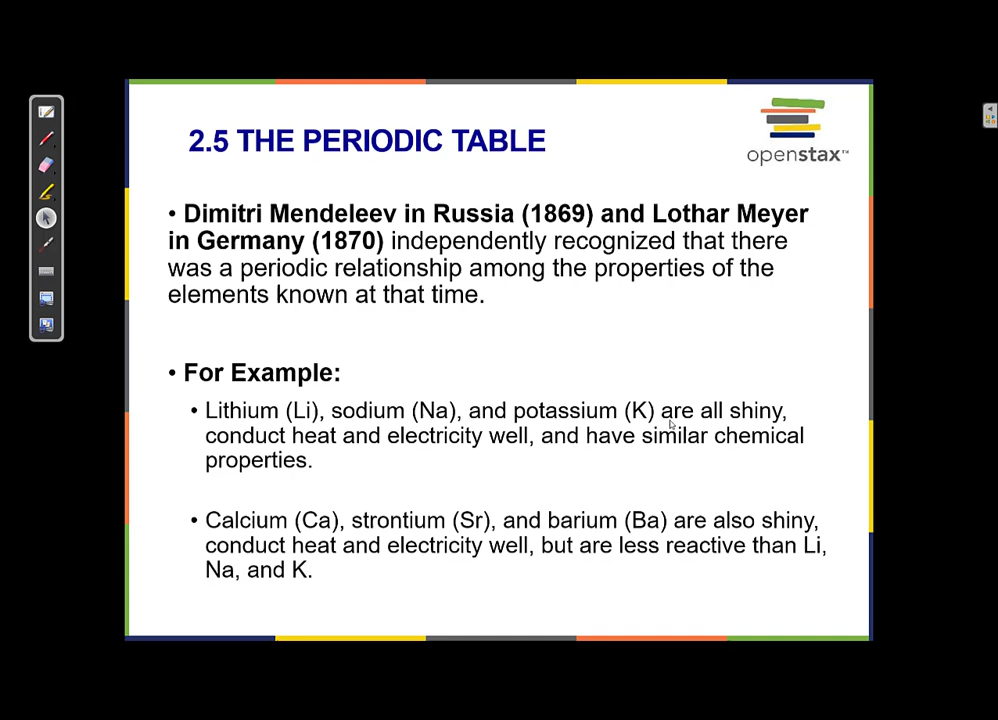 2.5 THE PERIODIC TABLE
openstax™
• Dimitri Mendeleev in Russia (1869) and Lothar Meyer
in Germany (1870) independently recognized that there
was a periodic relationship among the properties of the
elements known at that time.
• For Example:
• Lithium (Li), sodium (Na), and potassium (K) are all shiny,
conduct heat and electricity well, and have similar chemical
properties.
• Calcium (Ca), strontium (Sr), and barium (Ba) are also shiny,
conduct heat and electricity well, but are less reactive than Li,
Na, and K.